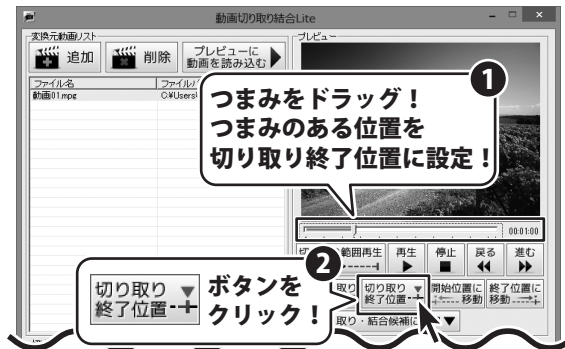 動画切り取り結合Lite
変換元動画リスト
追加
削除
プレビューに
動画を読み込む
プレビュー
ファイル名
動画01.mpg
C:¥Users¥
1
つまみをドラッグ!
つまみのある位置を
切り取り終了位置に設定!
00:01:00
範囲再生
再生
停止
戻る
進む
2
切り取り
終了位置
ボタンを
クリック!
切り取り
終了位置
開始位置に
移動
終了位置に
移動
取り・結合候補に